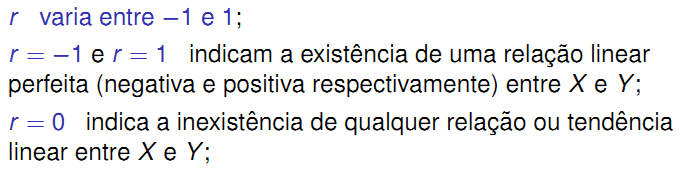 r varia entre −1 e 1;
r = −1 e r = 1 indicam a existência de uma relação linear
perfeita (negativa e positiva respectivamente) entre X e Y;
r = 0 indica a inexistência de qualquer relação ou tendência
linear entre X e Y;